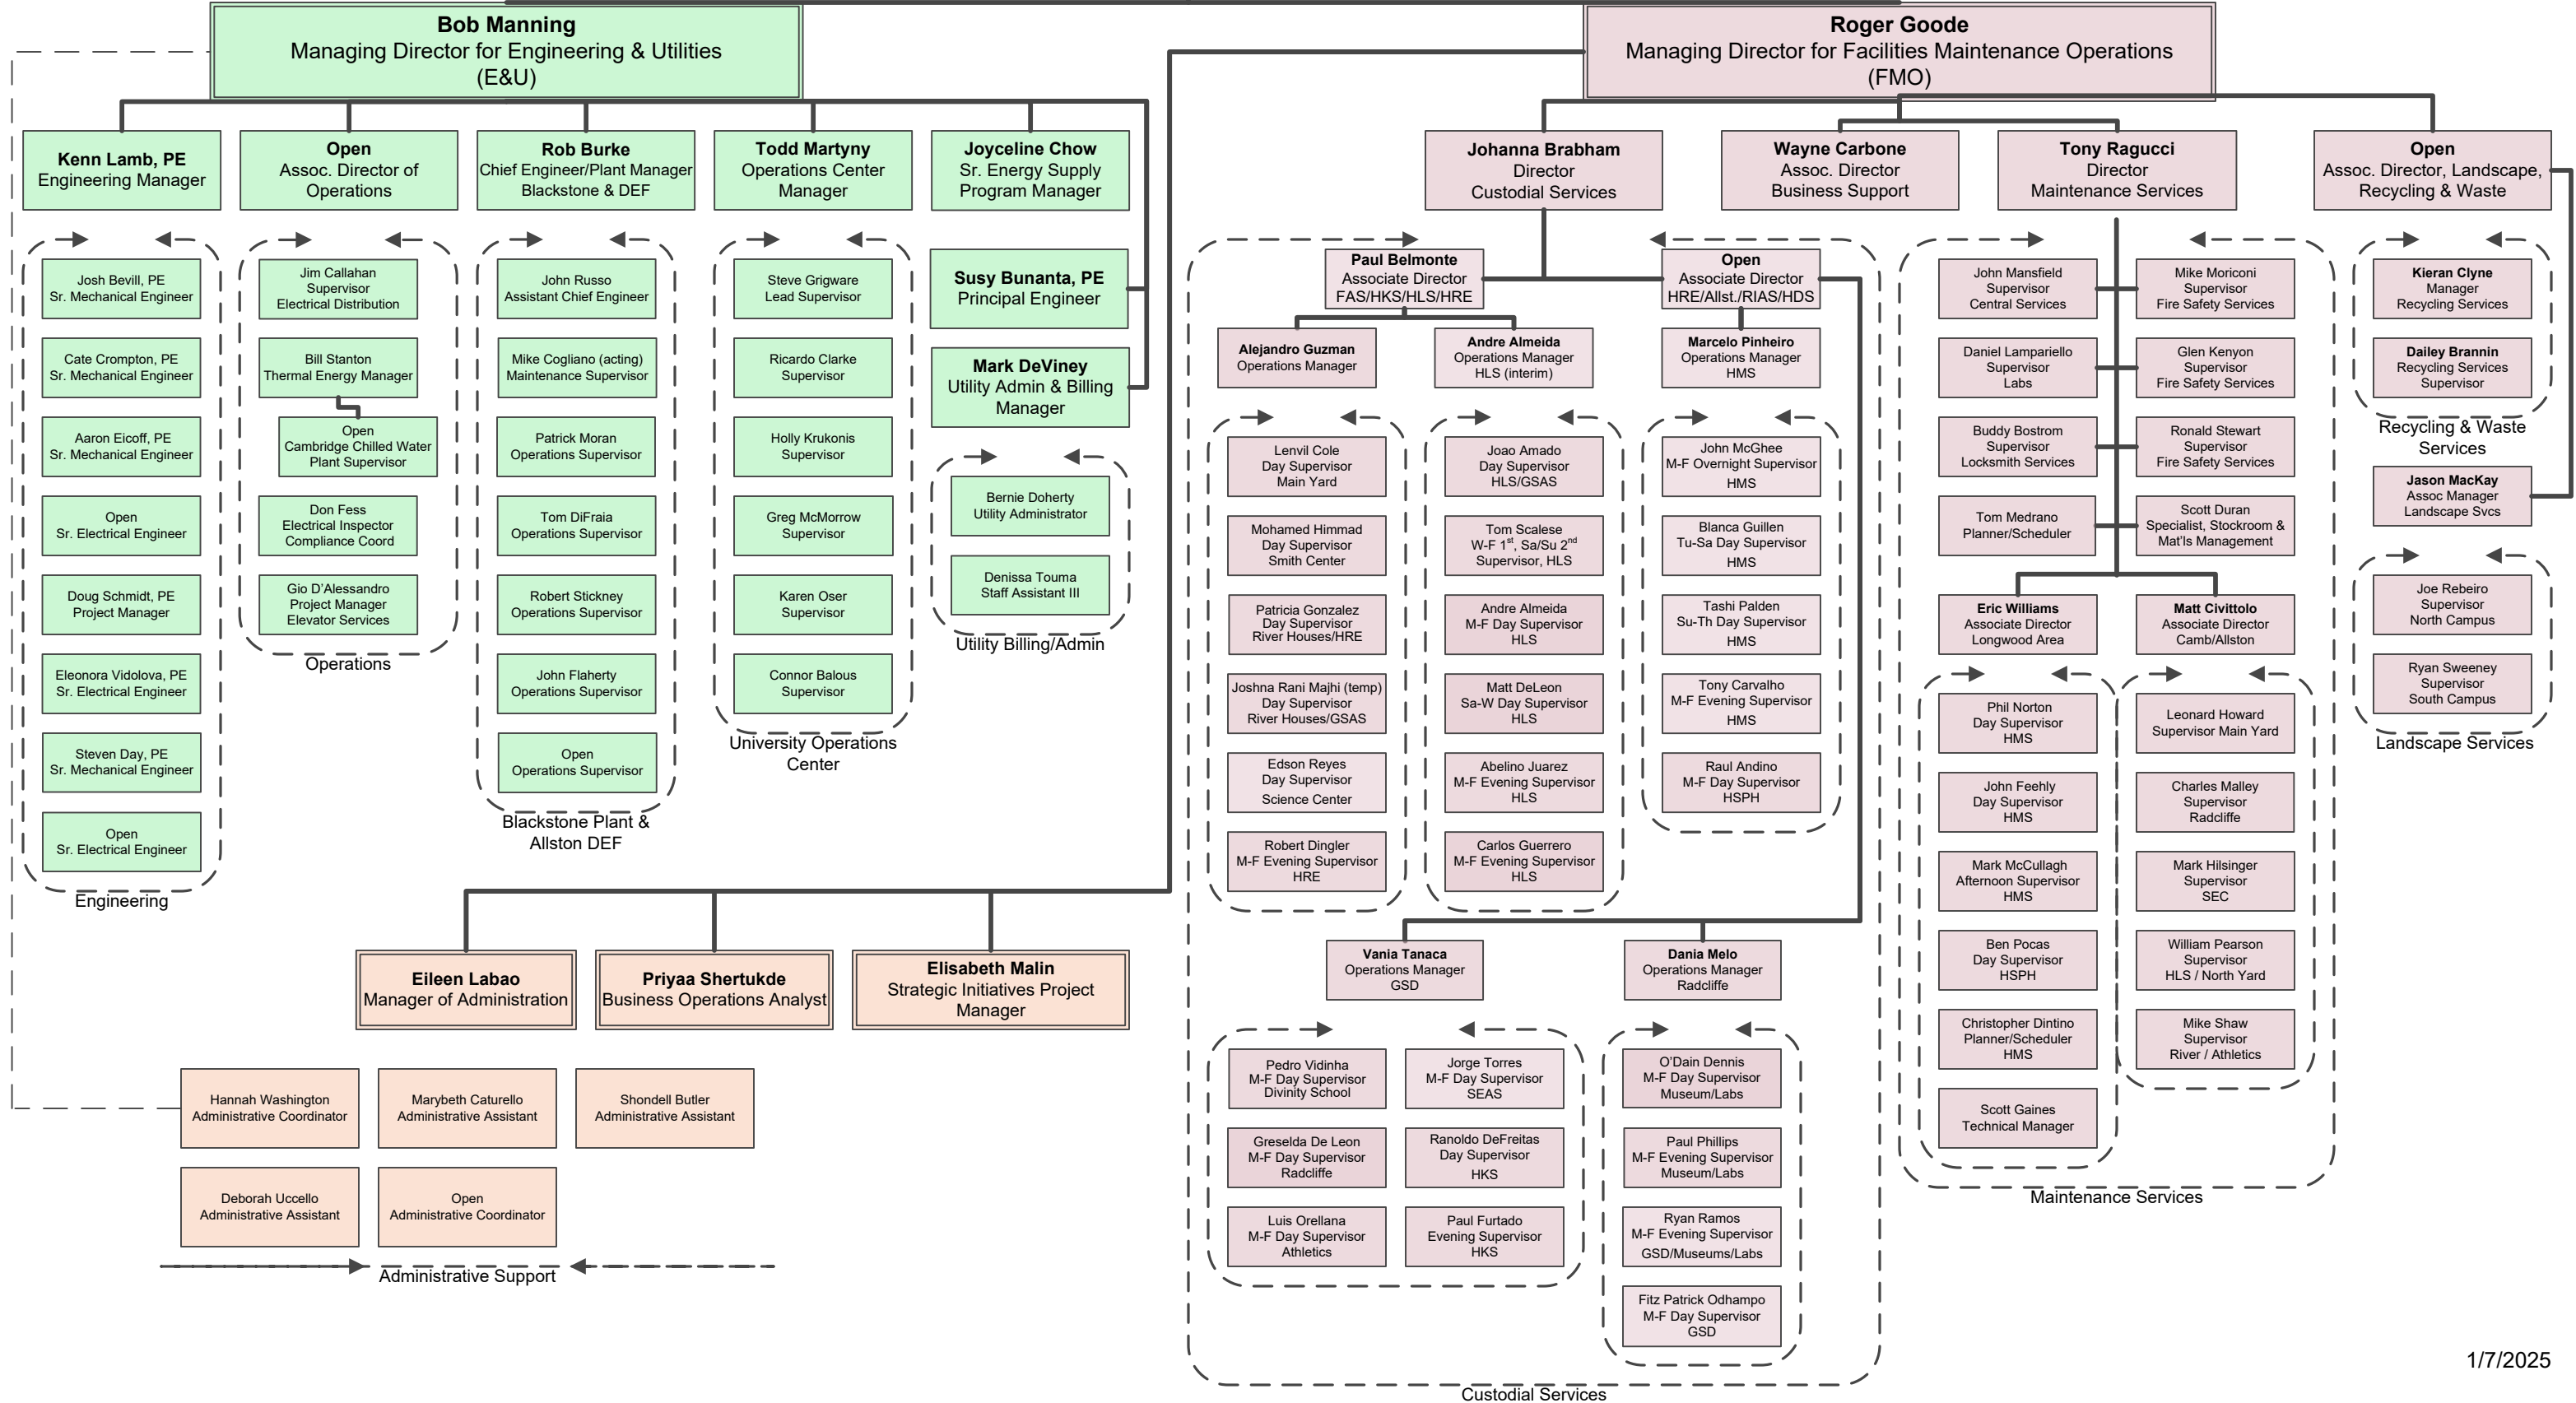 Bob Manning
Managing Director for Engineering & Utilities
(E&U)
Roger Goode
Managing Director for Facilities Maintenance Operations
(FMO)
Kenn Lamb, PE
Engineering Manager
Open
Assoc. Director of
Operations
Rob Burke
Chief Engineer/Plant Manager
Blackstone & DEF
Todd Martyny
Operations Center
Manager
Joyceline Chow
Sr. Energy Supply
Program Manager
Susy Bunanta, PE
Principal Engineer
Mark DeViney
Utility Admin & Billing
Manager
Josh Bevill, PE
Sr. Mechanical Engineer
Cate Crompton, PE
Sr. Mechanical Engineer
Aaron Eicoff, PE
Sr. Mechanical Engineer
Open
Sr. Electrical Engineer
Doug Schmidt, PE
Project Manager
Eleonora Vidolova, PE
Sr. Electrical Engineer
Steven Day, PE
Sr. Mechanical Engineer
Open
Sr. Electrical Engineer
Engineering
Jim Callahan
Supervisor
Electrical Distribution
Bill Stanton
Thermal Energy Manager
Open
Cambridge Chilled Water
Plant Supervisor
Don Fess
Electrical Inspector
Compliance Coord
Gio D'Alessandro
Project Manager
Elevator Services
Operations
John Russo
Assistant Chief Engineer
Mike Cogliano (acting)
Maintenance Supervisor
Patrick Moran
Operations Supervisor
Tom DiFraia
Operations Supervisor
Robert Stickney
Operations Supervisor
John Flaherty
Operations Supervisor
Open
Operations Supervisor
Blackstone Plant &
Allston DEF
Steve Grigware
Lead Supervisor
Ricardo Clarke
Supervisor
Holly Krukonis
Supervisor
Greg McMorrow
Supervisor
Karen Oser
Supervisor
Connor Balous
Supervisor
University Operations
Center
Bernie Doherty
Utility Administrator
Denissa Touma
Staff Assistant III
Utility Billing/Admin
Eileen Labao
Manager of Administration
Priyaa Shertukde
Business Operations Analyst
Elisabeth Malin
Strategic Initiatives Project
Manager
Hannah Washington
Administrative Coordinator
Marybeth Caturello
Administrative Assistant
Shondell Butler
Administrative Assistant
Deborah Uccello
Administrative Assistant
Open
Administrative Coordinator
Administrative Support
Johanna Brabham
Director
Custodial Services
Wayne Carbone
Assoc. Director
Business Support
Tony Ragucci
Director
Maintenance Services
Open
Assoc. Director, Landscape,
Recycling & Waste
Paul Belmonte
Associate Director
FAS/HKS/HLS/HRE
Open
Associate Director
HRE/Allst./RIAS/HDS
Alejandro Guzman
Operations Manager
Andre Almeida
Operations Manager
HLS (interim)
Marcelo Pinheiro
Operations Manager
HMS
Lenvil Cole
Day Supervisor
Main Yard
Mohamed Himmad
Day Supervisor
Smith Center
Patricia Gonzalez
Day Supervisor
River Houses/HRE
Joshna Rani Majhi (temp)
Day Supervisor
River Houses/GSAS
Edson Reyes
Day Supervisor
Science Center
Robert Dingler
M-F Evening Supervisor
HRE
Joao Amado
Day Supervisor
HLS/GSAS
Tom Scalese
W-F 1st, Sa/Su 2nd
Supervisor, HLS
Andre Almeida
M-F Day Supervisor
HLS
Matt DeLeon
Sa-W Day Supervisor
HLS
Abelino Juarez
M-F Evening Supervisor
HLS
Carlos Guerrero
M-F Evening Supervisor
HLS
John McGhee
M-F Overnight Supervisor
HMS
Blanca Guillen
Tu-Sa Day Supervisor
HMS
Tashi Palden
Su-Th Day Supervisor
HMS
Tony Carvalho
M-F Evening Supervisor
HMS
Raul Andino
M-F Day Supervisor
HSPH
Vania Tanaca
Operations Manager
GSD
Dania Melo
Operations Manager
Radcliffe
Pedro Vidinha
M-F Day Supervisor
Divinity School
Jorge Torres
M-F Day Supervisor
SEAS
Greselda De Leon
M-F Day Supervisor
Radcliffe
Ranoldo DeFreitas
Day Supervisor
HKS
Luis Orellana
M-F Day Supervisor
Athletics
Paul Furtado
Evening Supervisor
HKS
O'Dain Dennis
M-F Day Supervisor
Museum/Labs
Paul Phillips
M-F Evening Supervisor
Museum/Labs
Ryan Ramos
M-F Evening Supervisor
GSD/Museums/Labs
Fitz Patrick Odhampo
M-F Day Supervisor
GSD
Custodial Services
John Mansfield
Supervisor
Central Services
Mike Moriconi
Supervisor
Fire Safety Services
Daniel Lampariello
Supervisor
Labs
Glen Kenyon
Supervisor
Fire Safety Services
Buddy Bostrom
Supervisor
Locksmith Services
Ronald Stewart
Supervisor
Fire Safety Services
Tom Medrano
Planner/Scheduler
Scott Duran
Specialist, Stockroom &
Mat'ls Management
Eric Williams
Associate Director
Longwood Area
Matt Civittolo
Associate Director
Camb/Allston
Phil Norton
Day Supervisor
HMS
John Feehly
Day Supervisor
HMS
Mark McCullagh
Afternoon Supervisor
HMS
Ben Pocas
Day Supervisor
HSPH
Christopher Dintino
Planner/Scheduler
HMS
Scott Gaines
Technical Manager
Leonard Howard
Supervisor Main Yard
Charles Malley
Supervisor
Radcliffe
Mark Hilsinger
Supervisor
SEC
William Pearson
Supervisor
HLS / North Yard
Mike Shaw
Supervisor
River / Athletics
Maintenance Services
Kieran Clyne
Manager
Recycling Services
Dailey Brannin
Recycling Services
Supervisor
Recycling & Waste
Services
Jason MacKay
Assoc Manager
Landscape Svcs
Joe Rebeiro
Supervisor
North Campus
Ryan Sweeney
Supervisor
South Campus
Landscape Services
1/7/2025